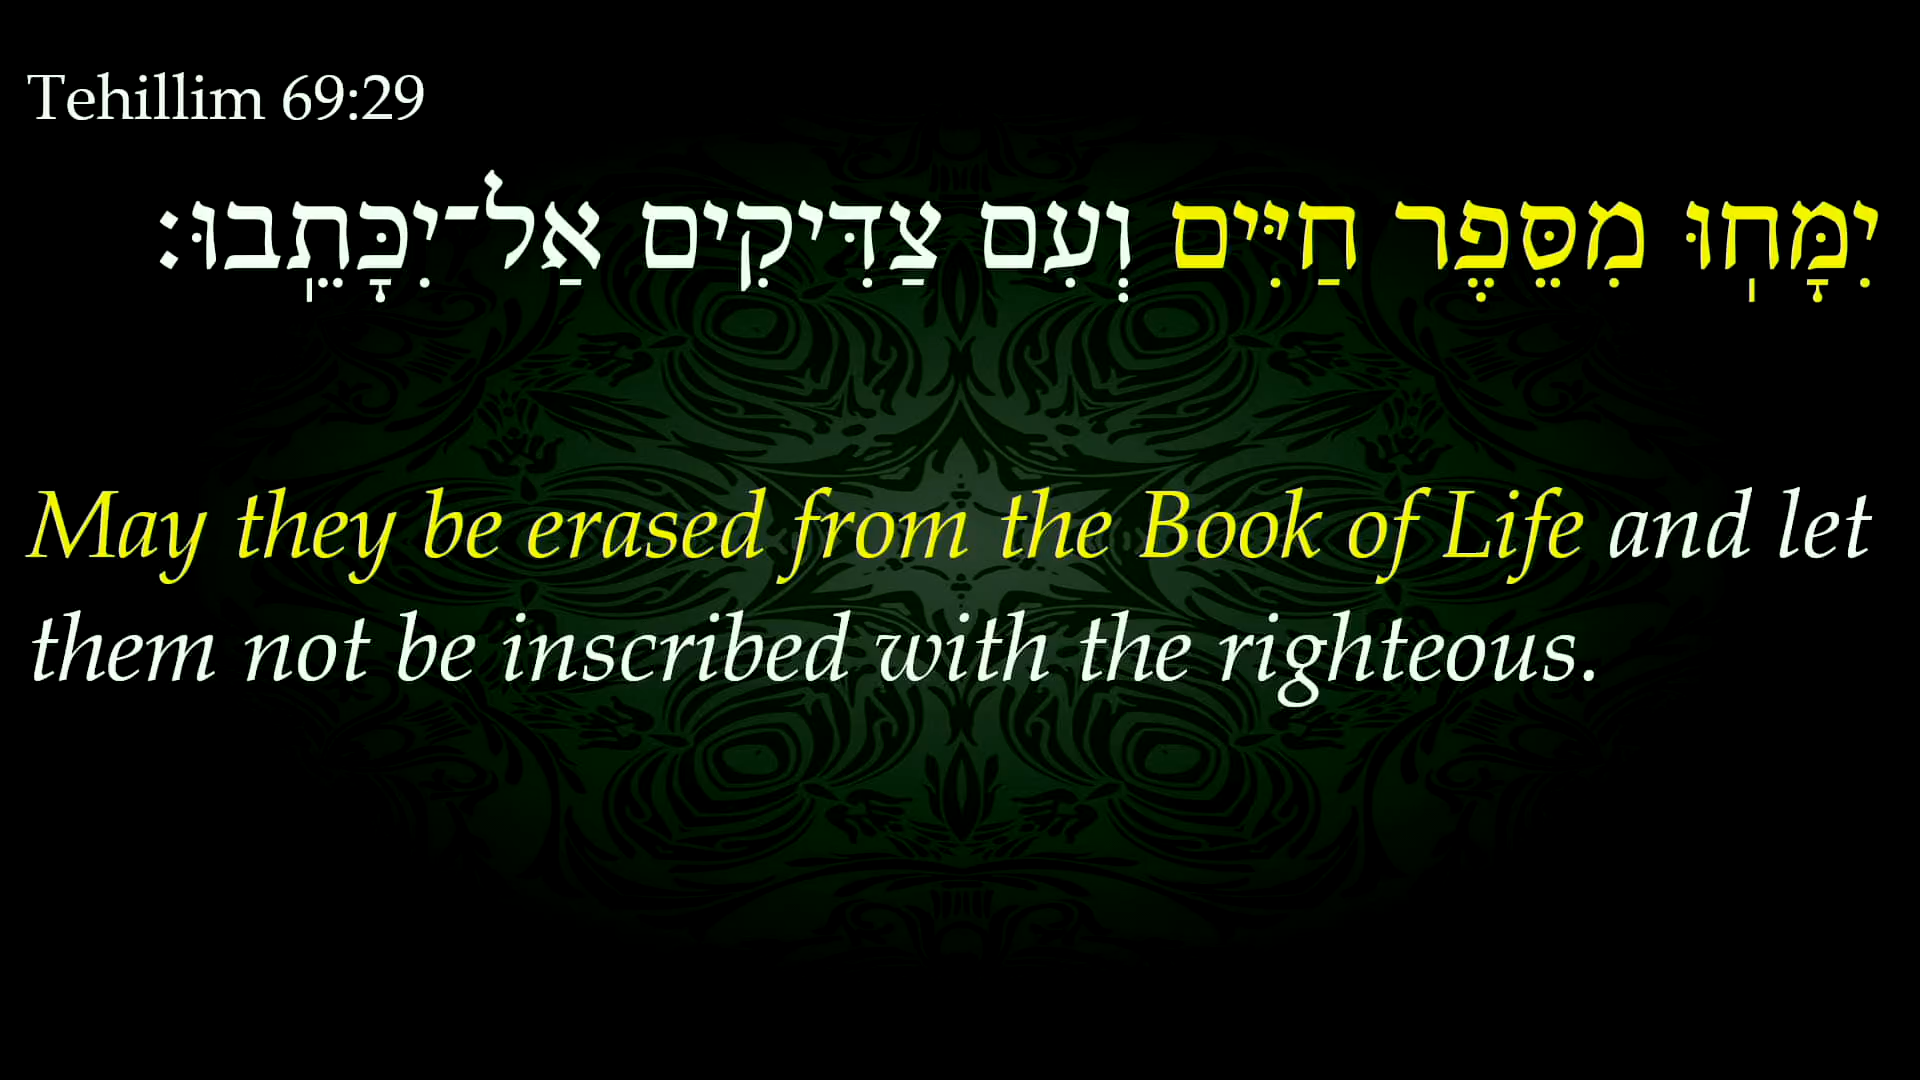 Tehillim 69:29
יִמָּחֽוּ מִסֵּפֶר חַיִּים וְעִם צַדִּיקִים אַל־יִכָּתֵֽבוּ׃
May they be erased from the Book of Life and let
them not be inscribed with the righteous.